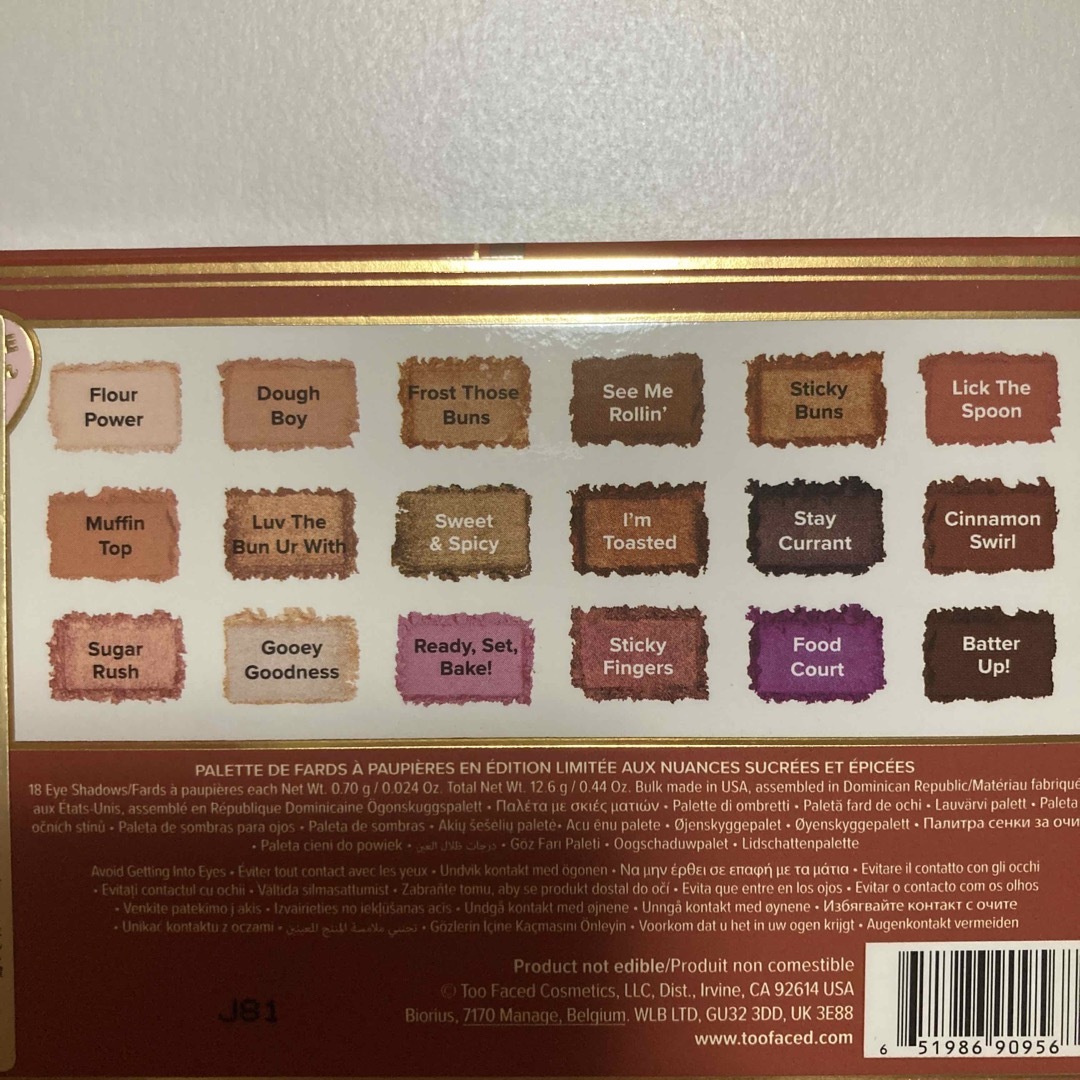 Flour Power
Dough Boy
Frost Those Buns
See Me Rollin'
Sticky Buns
Lick The Spoon
Muffin Top
Luv The Bun Ur With
Sweet & Spicy
I'm Toasted
Stay Currant
Cinnamon Swirl
Sugar Rush
Gooey Goodness
Ready, Set, Bake!
Sticky Fingers
Food Court
Batter Up!
PALETTE DE FARDS À PAUPIÈRES EN ÉDITION LIMITÉE AUX NUANCES SUCRÉES ET ÉPICÉES
18 Eye Shadows/Fards à paupières each Net Wt. 0.70 g / 0.024 Oz. Total Net Wt. 12.6 g / 0.44 Oz. Bulk made in USA, assembled in Dominican Republic/Matériau fabriqué
aux États-Unis, assemblé en République Dominicaine Ögonskuggspalett • Παλέτα με σκιές ματιών • Palette di ombretti • Paletă fard de ochi • Lauvärvi palett • Paleta
očních stínů • Paleta de sombras para ojos • Paleta de sombras • Akių šešėlių paletė • Acu ēnu palete • Øjenskyggepalet • Øyenskyggepalett • Палитра сенки за очи
• Paleta cieni do powiek • درجات ظلال العين • Göz Farı Paleti • Oogschaduwpalet • Lidschattenpalette
Avoid Getting Into Eyes • Éviter tout contact avec les yeux • Undvik kontakt med ögonen • Να μην έρθει σε επαφή με τα μάτια • Evitare il contatto con gli occhi
• Evitați contactul cu ochii • Vältida silmasattumist • Zabraňte tomu, aby se produkt dostal do očí • Evita que entre en los ojos • Evitar o contacto com os olhos
• Venkite patekimo į akis • Izvairieties no iekļūšanas acīs • Undgå kontakt med øjnene • Unngå kontakt med øynene • Избягвайте контакт с очите
• Unikać kontaktu z oczami • تجنبي ملامسة المنتج للعينين • Gözlerin İçine Kaçmasını Önleyin • Voorkom dat u het in uw ogen krijgt • Augenkontakt vermeiden
Product not edible/Produit non comestible
© Too Faced Cosmetics, LLC, Dist., Irvine, CA 92614 USA
Biorius, 7170 Manage, Belgium. WLB LTD, GU32 3DD, UK 3E88
www.toofaced.com
J81
6 51986 90956